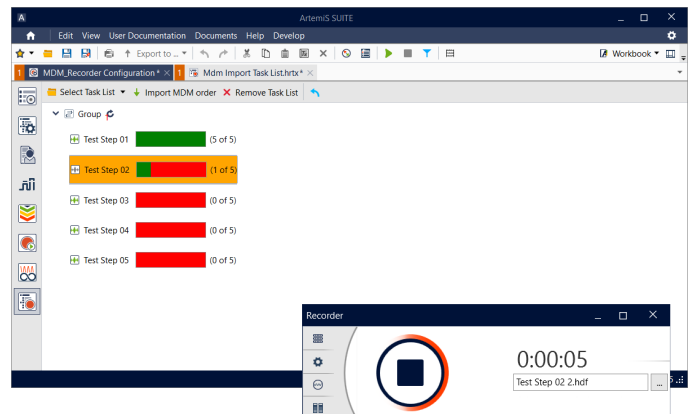 A
ArtemiS SUITE
Edit View User Documentation Documents Help Develop
Export to ...
Workbook
1 MDM_Recorder Configuration* × 1 Mdm Import Task List.hrtx* ×
Select Task List Import MDM order Remove Task List
Group
Test Step 01 (5 of 5)
Test Step 02 (1 of 5)
Test Step 03 (0 of 5)
Test Step 04 (0 of 5)
Test Step 05 (0 of 5)
Recorder
0:00:05
Test Step 02 2.hdf ...